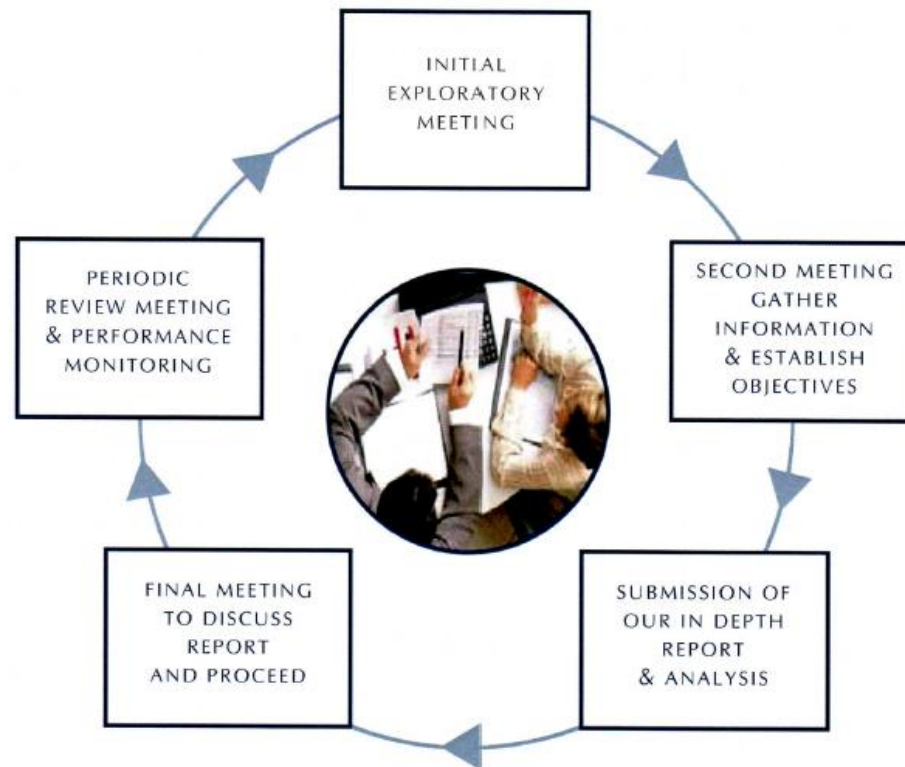 INITIAL
EXPLORATORY
MEETING
SECOND MEETING
GATHER
INFORMATION
& ESTABLISH
OBJECTIVES
SUBMISSION OF
OUR IN DEPTH
REPORT
& ANALYSIS
FINAL MEETING
TO DISCUSS
REPORT
AND PROCEED
PERIODIC
REVIEW MEETING
& PERFORMANCE
MONITORING